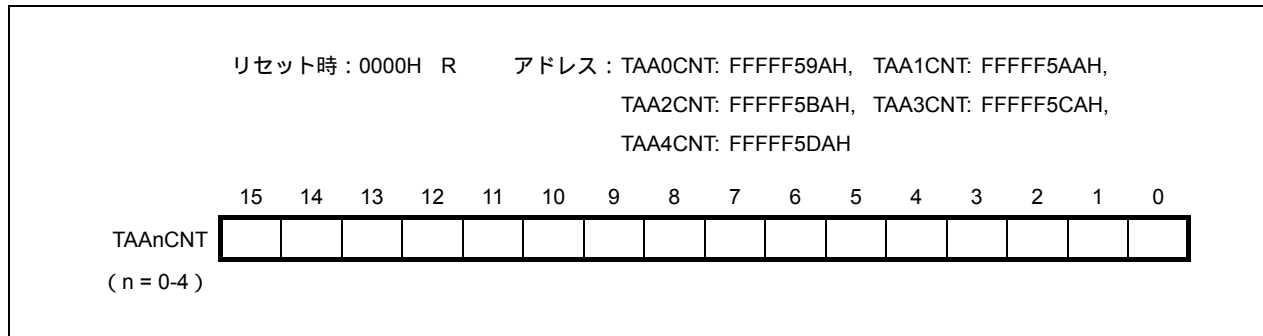 リセット時：0000H R アドレス：TAA0CNT: FFFFF59AH, TAA1CNT: FFFFF5AAH,
TAA2CNT: FFFFF5BAH, TAA3CNT: FFFFF5CAH,
TAA4CNT: FFFFF5DAH
15 14 13 12 11 10 9 8 7 6 5 4 3 2 1 0
TAAnCNT
（n = 0-4）